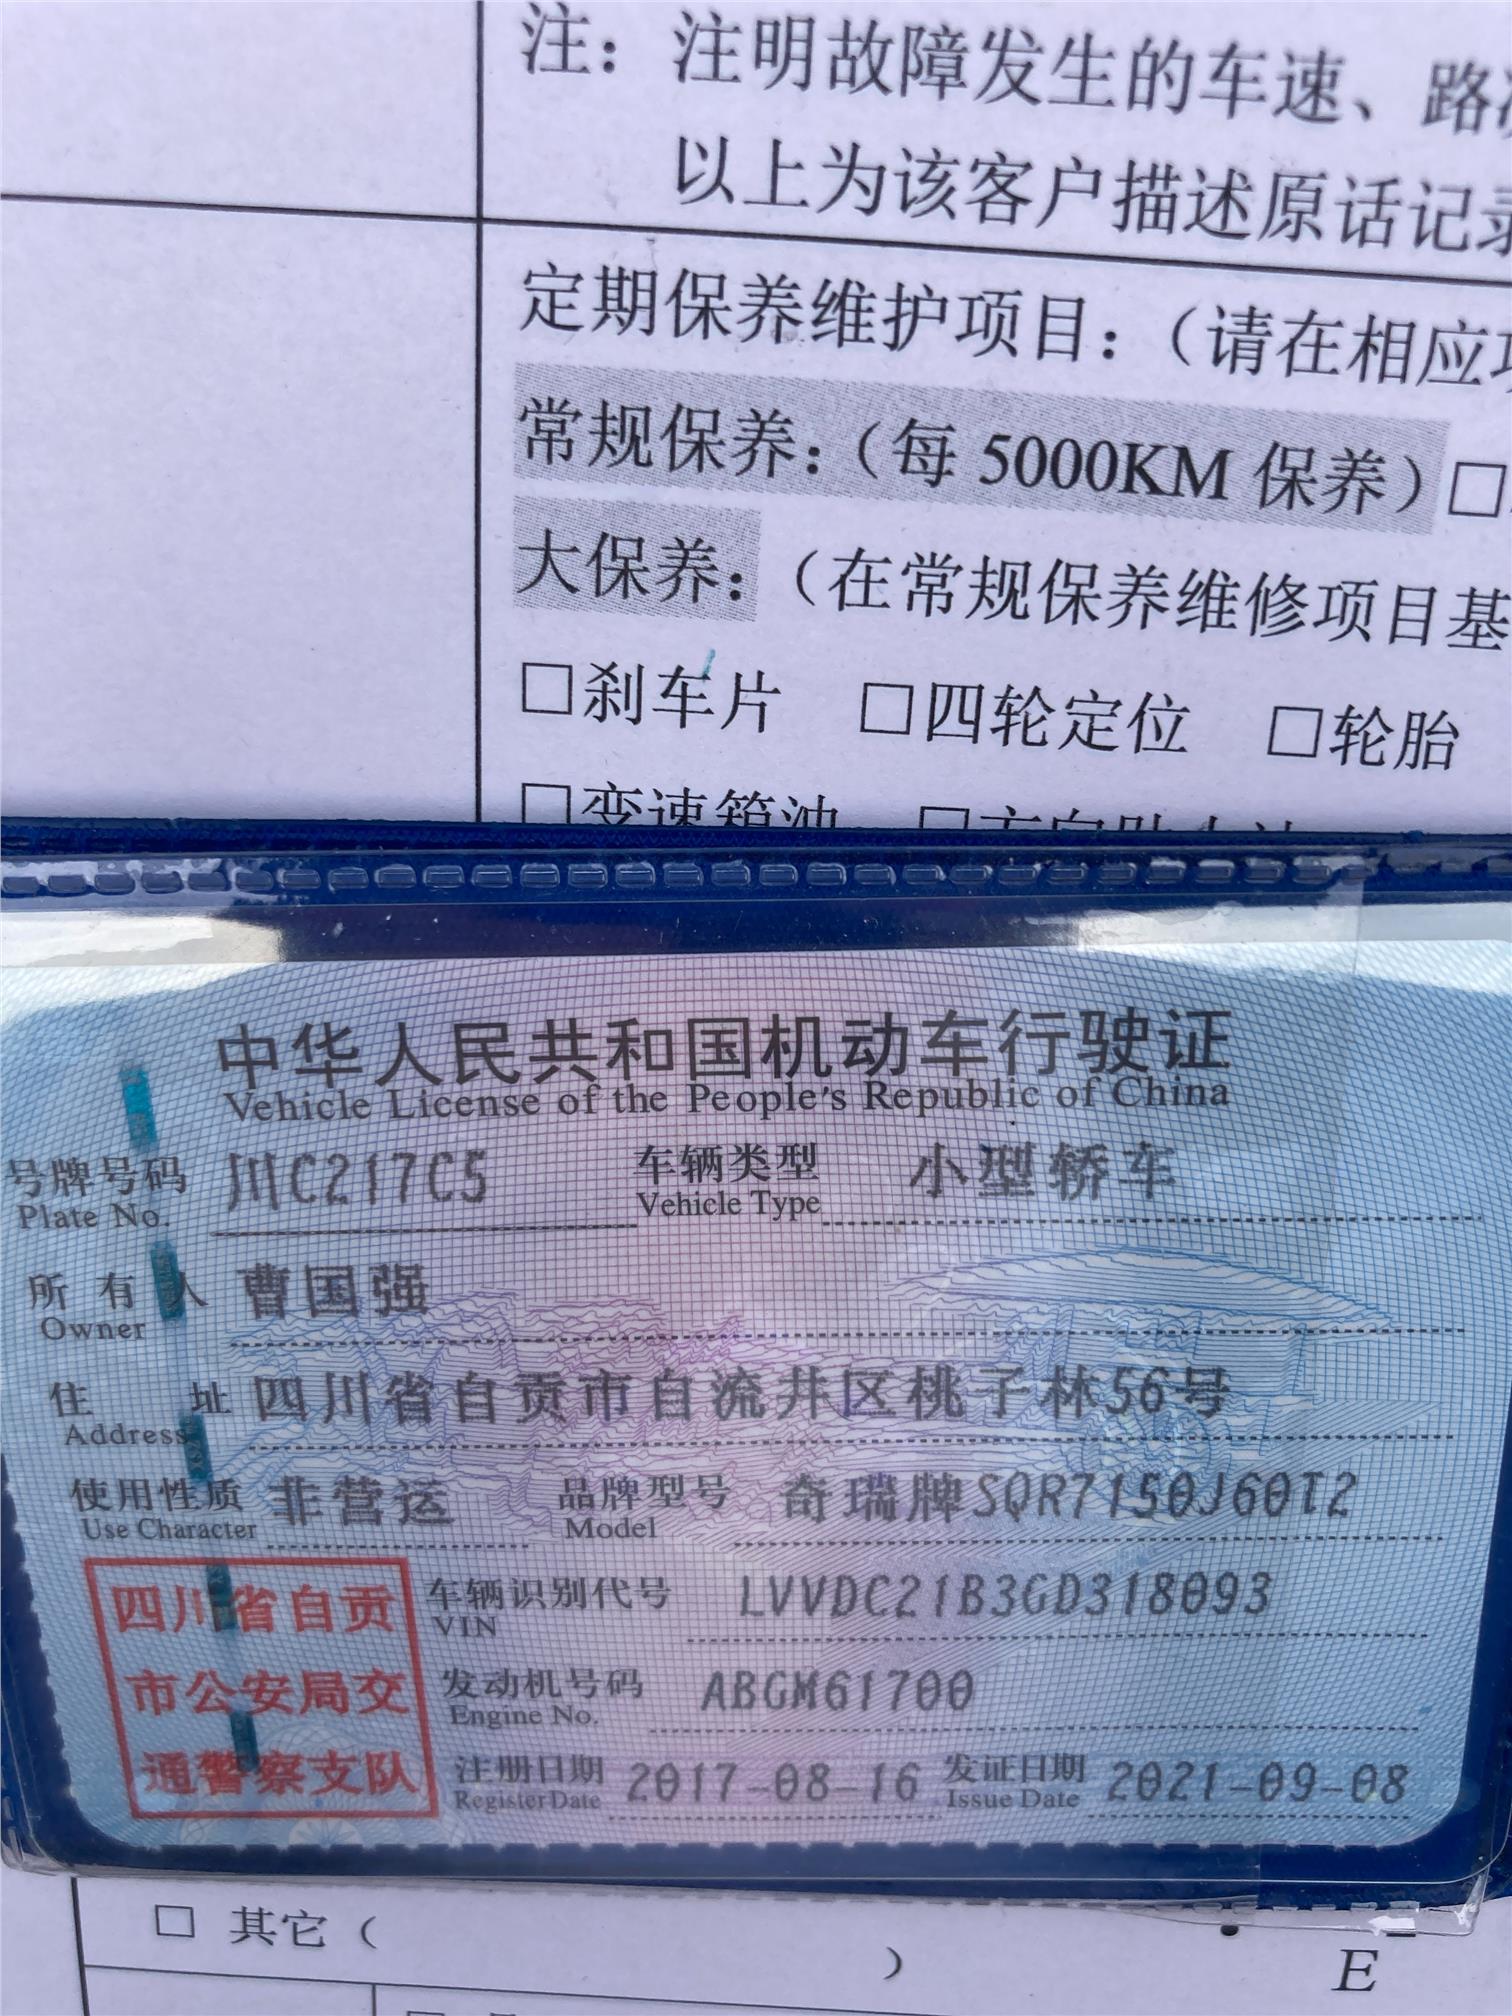 注：注明故障发生的车速、路
以上为该客户描述原话记
定期保养维护项目：（请在相应
常规保养：（每 5000KM 保养）□
大保养：（在常规保养维修项目基
□刹车片 □四轮定位 □轮胎
□变速箱油
中华人民共和国机动车行驶证
Vehicle License of the People's Republic of China
号牌号码 川C217C5 车辆类型 小型轿车
Plate No. Vehicle Type
所有人 曹国强
Owner
住址 四川省自贡市自流井区桃子林56号
Address
使用性质 非营运 品牌型号 奇瑞牌SQR7150J60T2
Use Character Model
四川省自贡 车辆识别代号 LVVDC21B3GD318093
VIN
市公安局交 发动机号码 ABGM61700
Engine No.
通警察支队 注册日期 2017-08-16 发证日期 2021-09-08
Register Date Issue Date
□ 其它（ ）
E